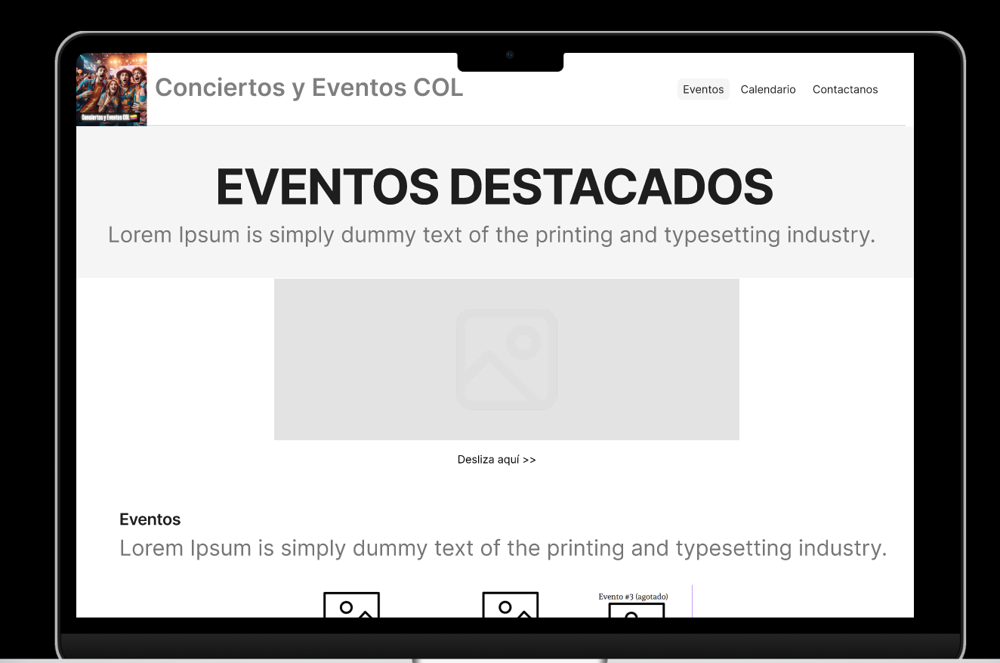 Conciertos y Eventos COL
Conciertos y Eventos COL
Eventos
Calendario
Contactanos
EVENTOS DESTACADOS
Lorem Ipsum is simply dummy text of the printing and typesetting industry.
Desliza aquí >>
Eventos
Lorem Ipsum is simply dummy text of the printing and typesetting industry.
Evento #3 (agotado)